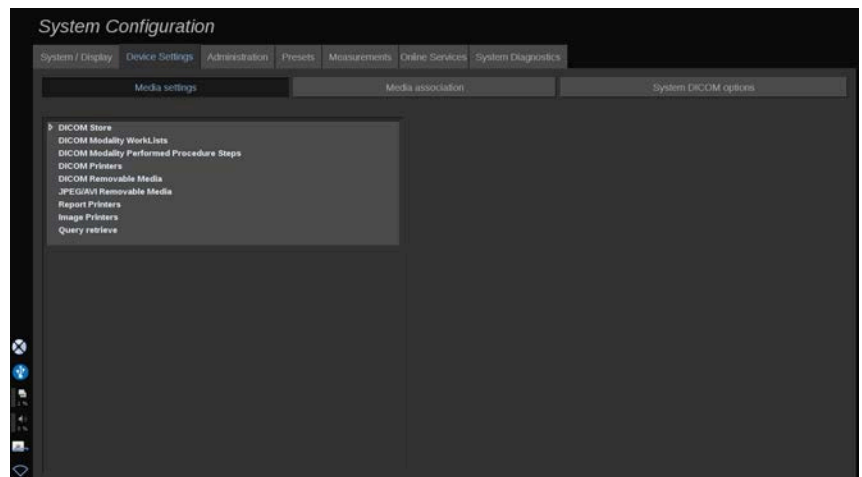 System Configuration
System / Display Device Settings Administration Presets Measurements Online Services System Diagnostics
Media settings Media association System DICOM options
DICOM Store
DICOM Modality WorkLists
DICOM Modality Performed Procedure Steps
DICOM Printers
DICOM Removable Media
JPEG/AVI Removable Media
Report Printers
Image Printers
Query retrieve